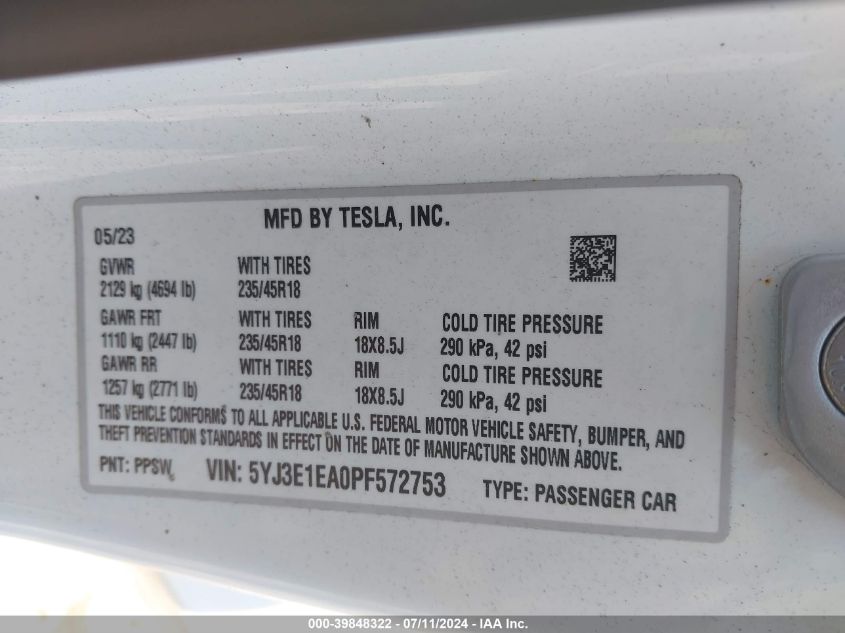 MFD BY TESLA, INC.
05/23
GVWR WITH TIRES
2129 kg (4694 lb) 235/45R18
GAWR FRT WITH TIRES RIM COLD TIRE PRESSURE
1110 kg (2447 lb) 235/45R18 18X8.5J 290 kPa, 42 psi
GAWR RR WITH TIRES RIM COLD TIRE PRESSURE
1257 kg (2771 lb) 235/45R18 18X8.5J 290 kPa, 42 psi
THIS VEHICLE CONFORMS TO ALL APPLICABLE U.S. FEDERAL MOTOR VEHICLE SAFETY, BUMPER, AND
THEFT PREVENTION STANDARDS IN EFFECT ON THE DATE OF MANUFACTURE SHOWN ABOVE.
PNT: PPSW VIN: 5YJ3E1EA0PF572753 TYPE: PASSENGER CAR
000-39848322 - 07/11/2024 - IAA Inc.